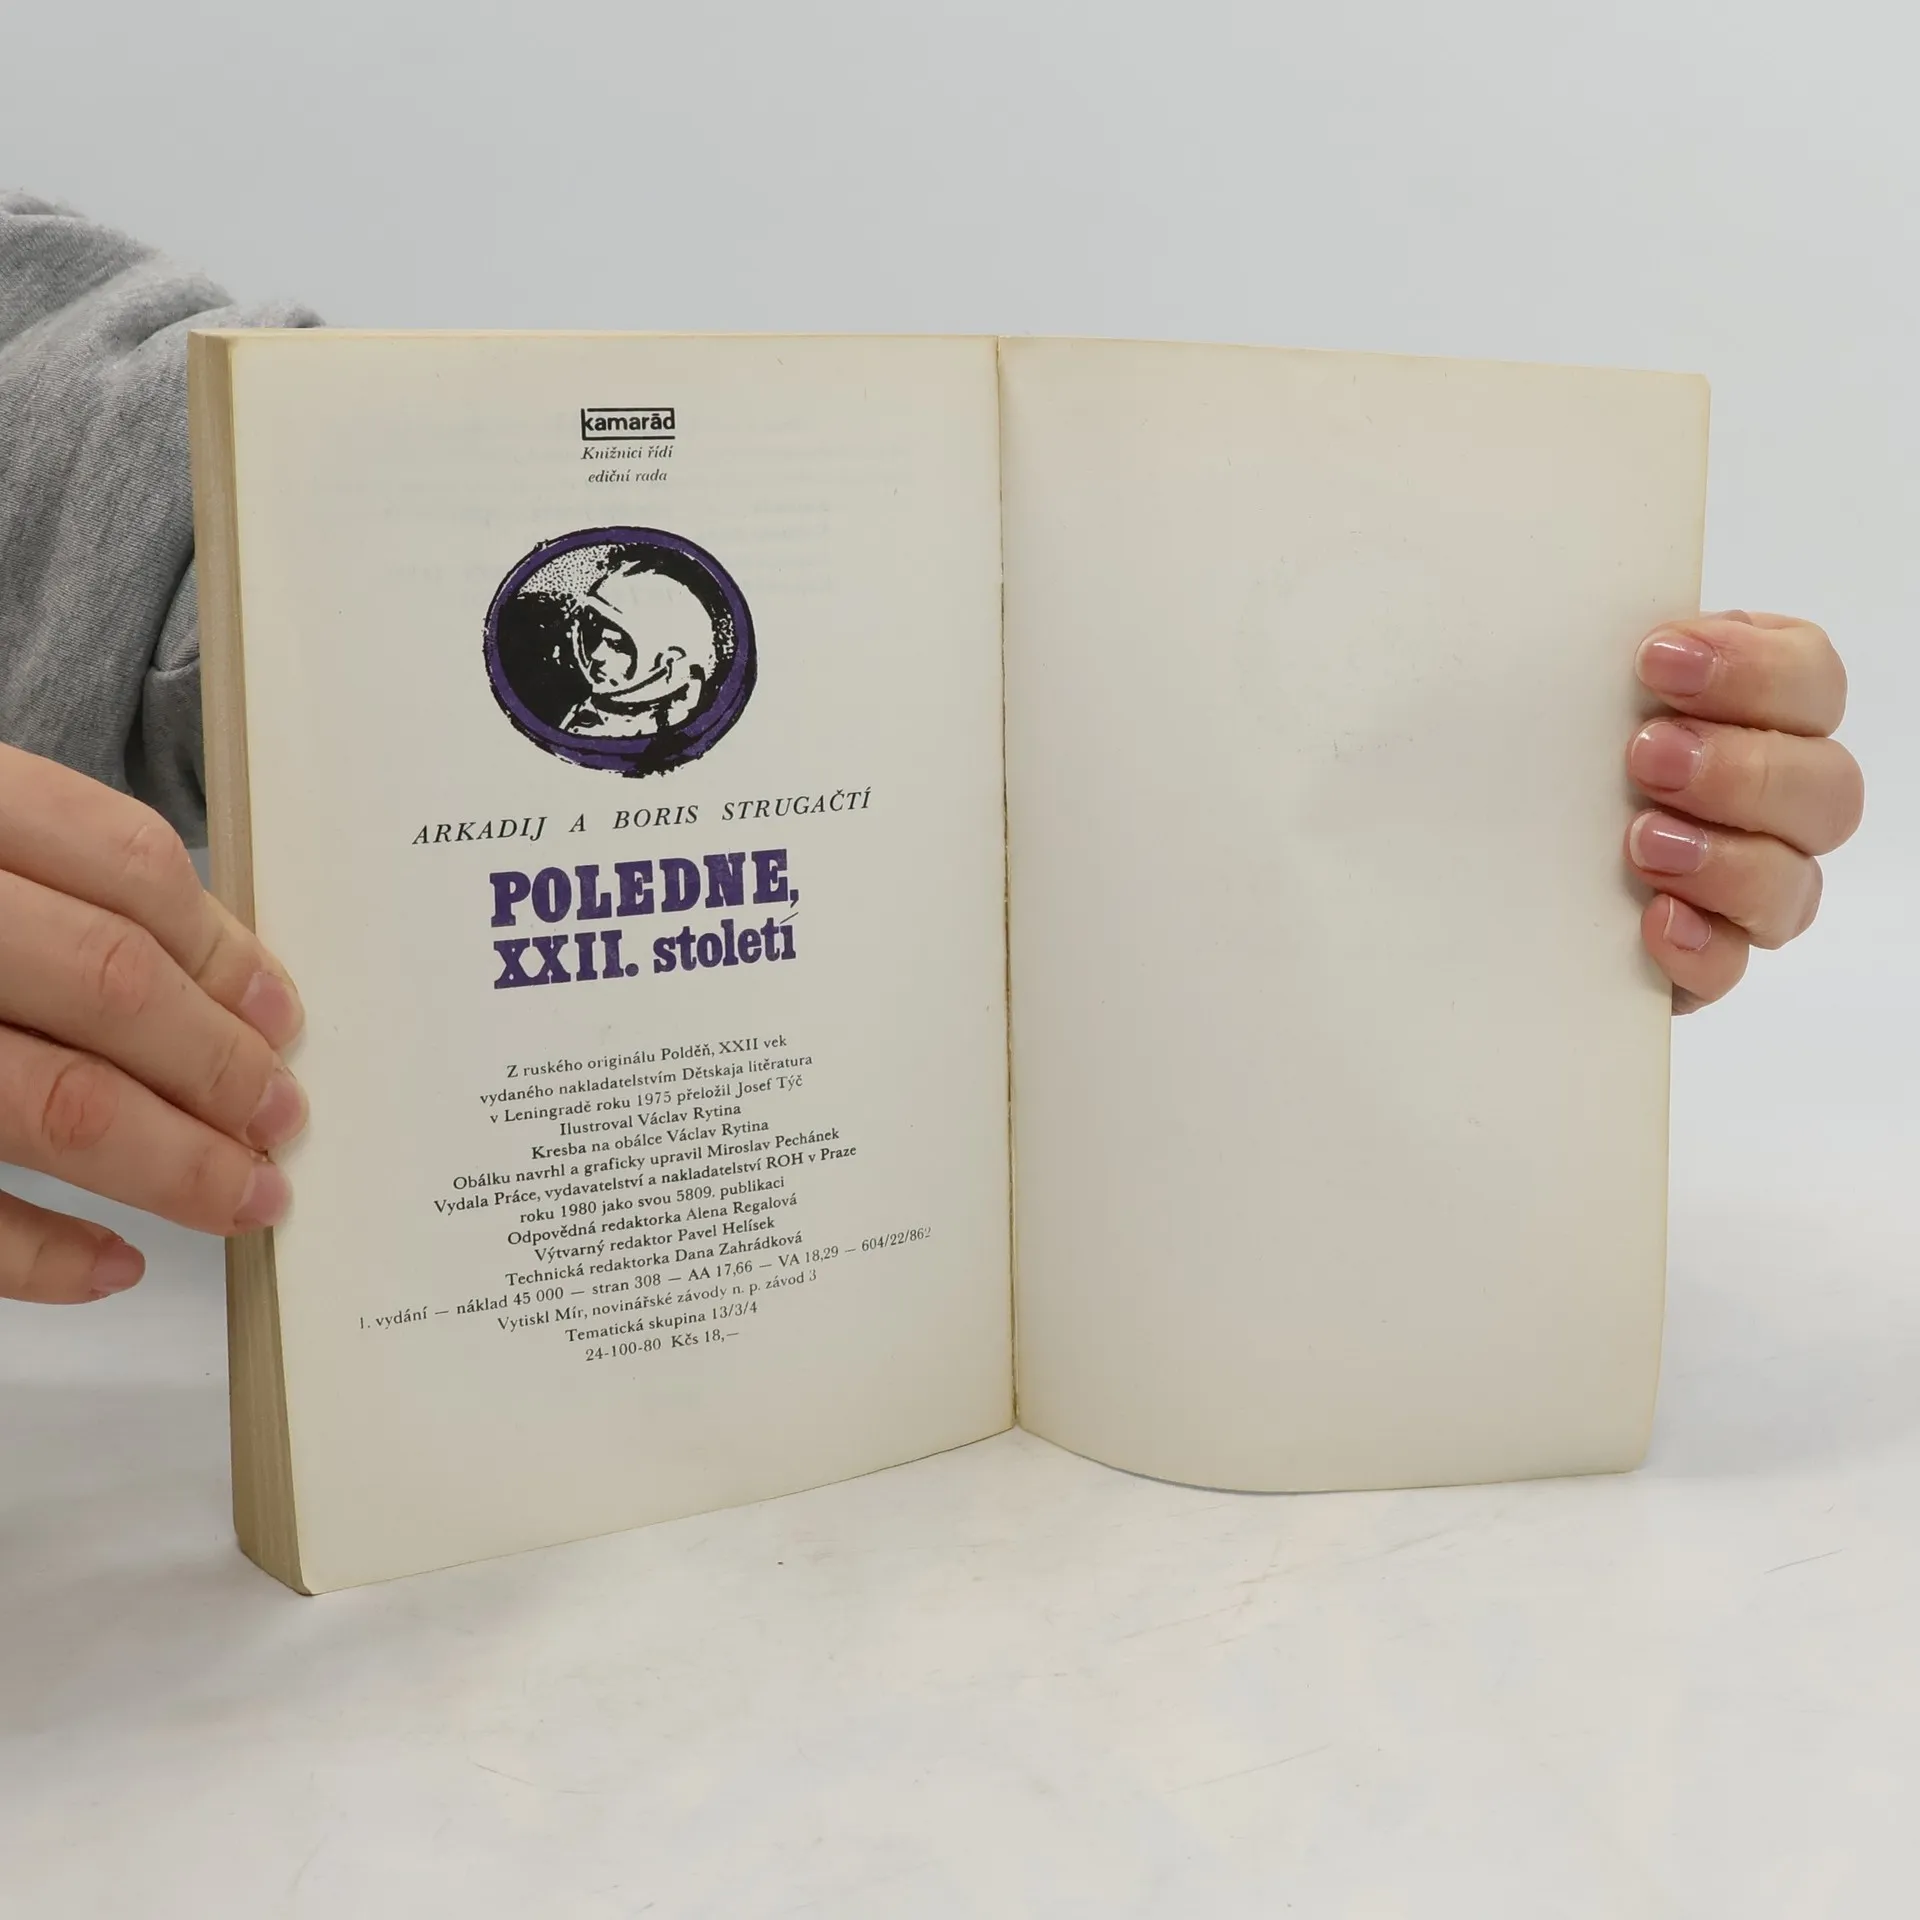 kamarãd
Knižnici řídí
ediční rada
ARKADIJ A BORIS STRUGAČTÍ
POLEDNE,
XXII. století
Z ruského originálu Polděň, XXII vek
vydaného nakladatelstvím Dětskaja litěratura
v Leningradě roku 1975 přeložil Josef Týč
Ilustroval Václav Rytina
Kresba na obálce Václav Rytina
Obálku navrhl a graficky upravil Miroslav Pechánek
Vydala Práce, vydavatelství a nakladatelství ROH v Praze
roku 1980 jako svou 5809. publikaci
Odpovědná redaktorka Alena Regalová
Výtvarný redaktor Pavel Helísek
Technická redaktorka Dana Zahrádková
1. vydání — náklad 45 000 — stran 308 — AA 17,66 — VA 18,29 — 604/22/862
Vytiskl Mír, novinářské závody n. p. závod 3
Tematická skupina 13/3/4
24-100-80 Kčs 18,—